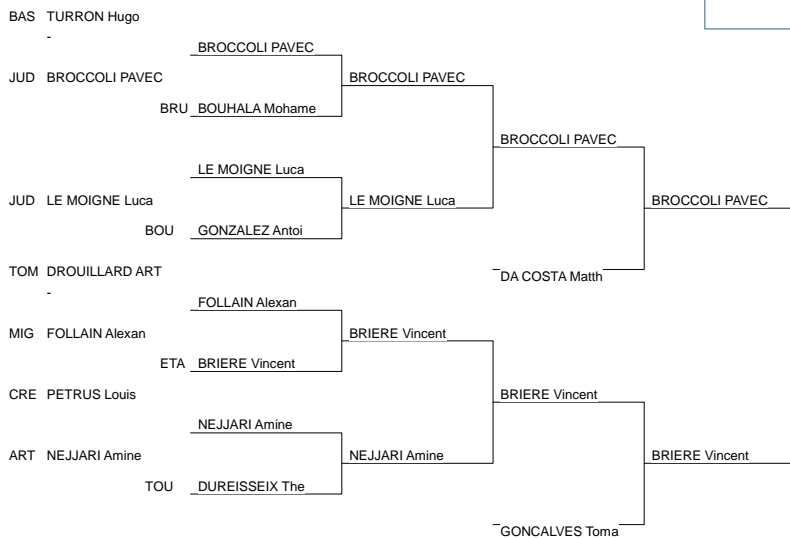 BAS TURRON Hugo
-
BROCCOLI PAVEC
JUD BROCCOLI PAVEC
BROCCOLI PAVEC
BRU BOUHALA Mohame
BROCCOLI PAVEC
LE MOIGNE Luca
JUD LE MOIGNE Luca
LE MOIGNE Luca
BROCCOLI PAVEC
BOU GONZALEZ Antoi
TOM DROUILLARD ART
DA COSTA Matth
-
FOLLAIN Alexan
MIG FOLLAIN Alexan
BRIERE Vincent
ETA BRIERE Vincent
CRE PETRUS Louis
BRIERE Vincent
NEJJARI Amine
ART NEJJARI Amine
NEJJARI Amine
BRIERE Vincent
TOU DUREISSEIX The
GONCALVES Toma